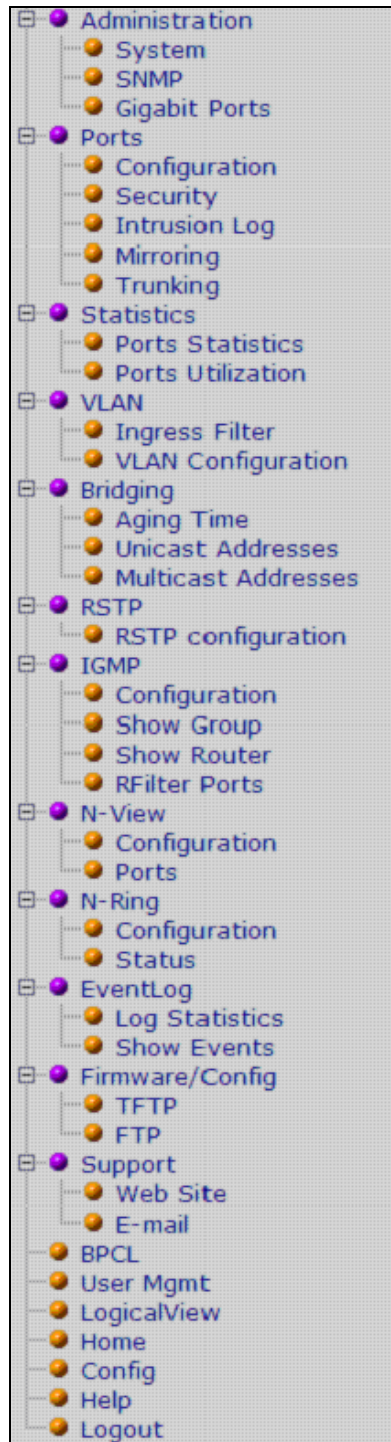 Administration
System
SNMP
Gigabit Ports
Ports
Configuration
Security
Intrusion Log
Mirroring
Trunking
Statistics
Ports Statistics
Ports Utilization
VLAN
Ingress Filter
VLAN Configuration
Bridging
Aging Time
Unicast Addresses
Multicast Addresses
RSTP
RSTP configuration
IGMP
Configuration
Show Group
Show Router
RFilter Ports
N-View
Configuration
Ports
N-Ring
Configuration
Status
EventLog
Log Statistics
Show Events
Firmware/Config
TFTP
FTP
Support
Web Site
E-mail
BPCL
User Mgmt
LogicalView
Home
Config
Help
Logout